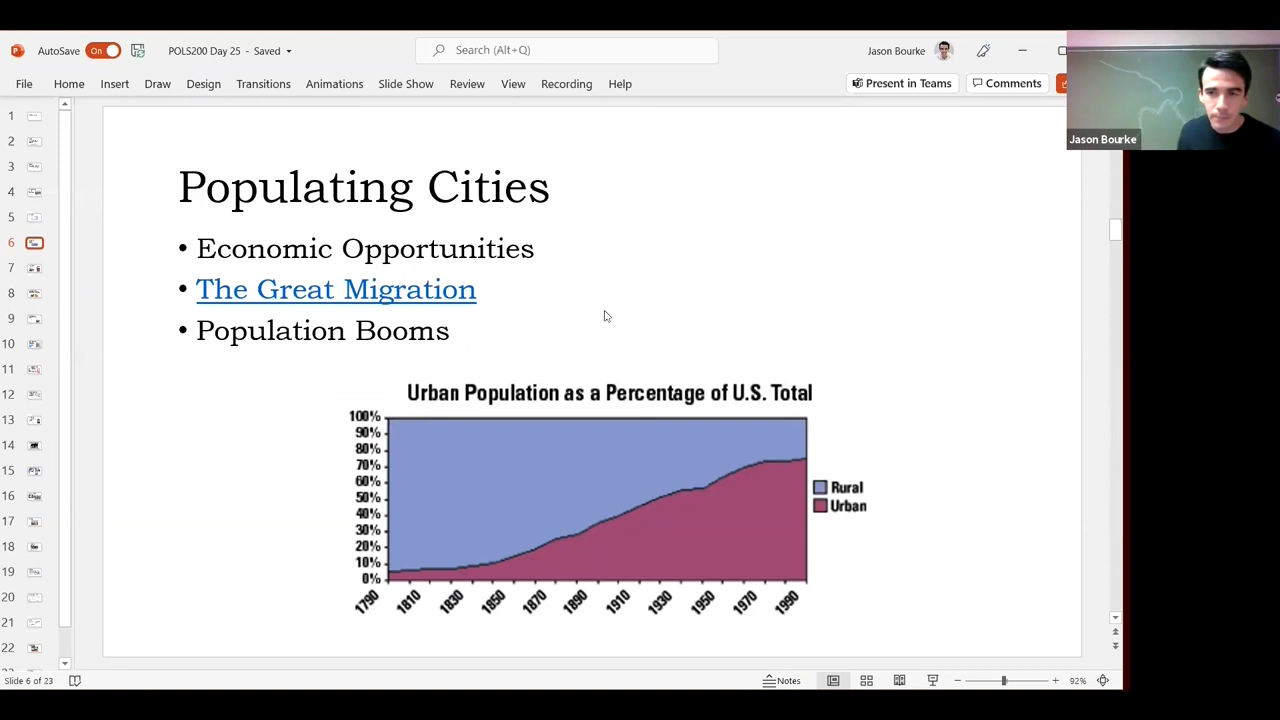 AutoSave On POLS200 Day 25 - Saved Search (Alt+Q) Jason Bourke
File Home Insert Draw Design Transitions Animations Slide Show Review View Recording Help Present in Teams Comments
Jason Bourke
1
2
3
4
5
6
7
8
9
10
11
12
13
14
15
16
17
18
19
20
21
22
Populating Cities
• Economic Opportunities
• The Great Migration
• Population Booms
Urban Population as a Percentage of U.S. Total
100%
90%
80%
70%
60%
50%
40%
30%
20%
10%
0%
1790 1810 1830 1850 1870 1890 1910 1930 1950 1970 1990
Rural
Urban
Slide 6 of 23 Notes 92%